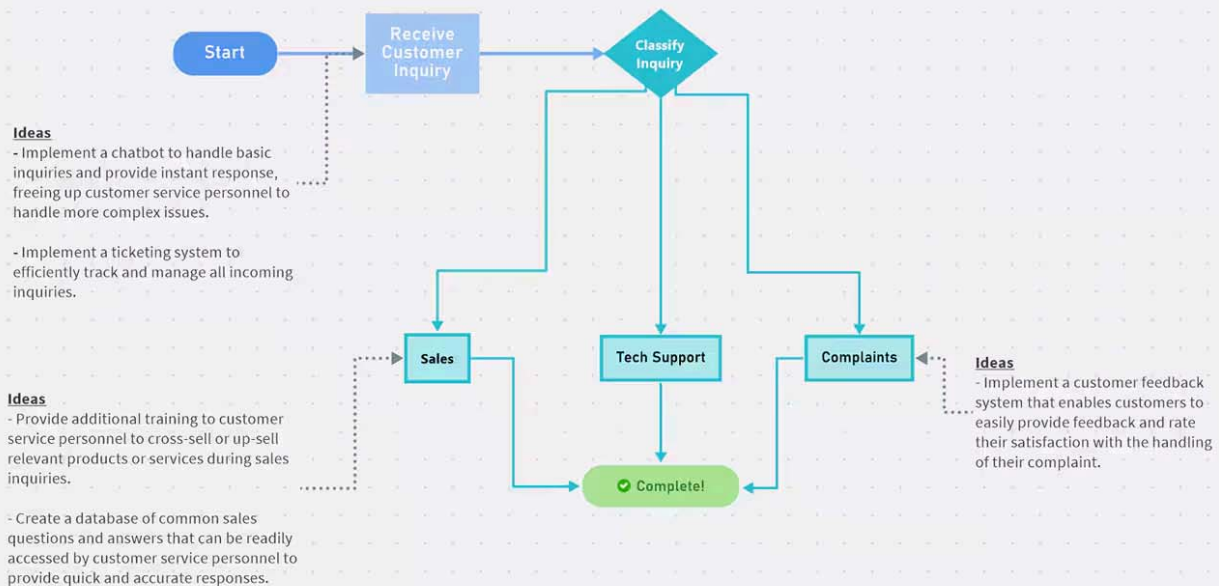 Start
Receive
Customer
Inquiry
Classify
Inquiry
Ideas
- Implement a chatbot to handle basic
inquiries and provide instant response,
freeing up customer service personnel to
handle more complex issues.
- Implement a ticketing system to
efficiently track and manage all incoming
inquiries.
Sales
Tech Support
Complaints
Ideas
- Provide additional training to customer
service personnel to cross-sell or up-sell
relevant products or services during sales
inquiries.
- Create a database of common sales
questions and answers that can be readily
accessed by customer service personnel to
provide quick and accurate responses.
Ideas
- Implement a customer feedback
system that enables customers to
easily provide feedback and rate
their satisfaction with the handling
of their complaint.
Complete!